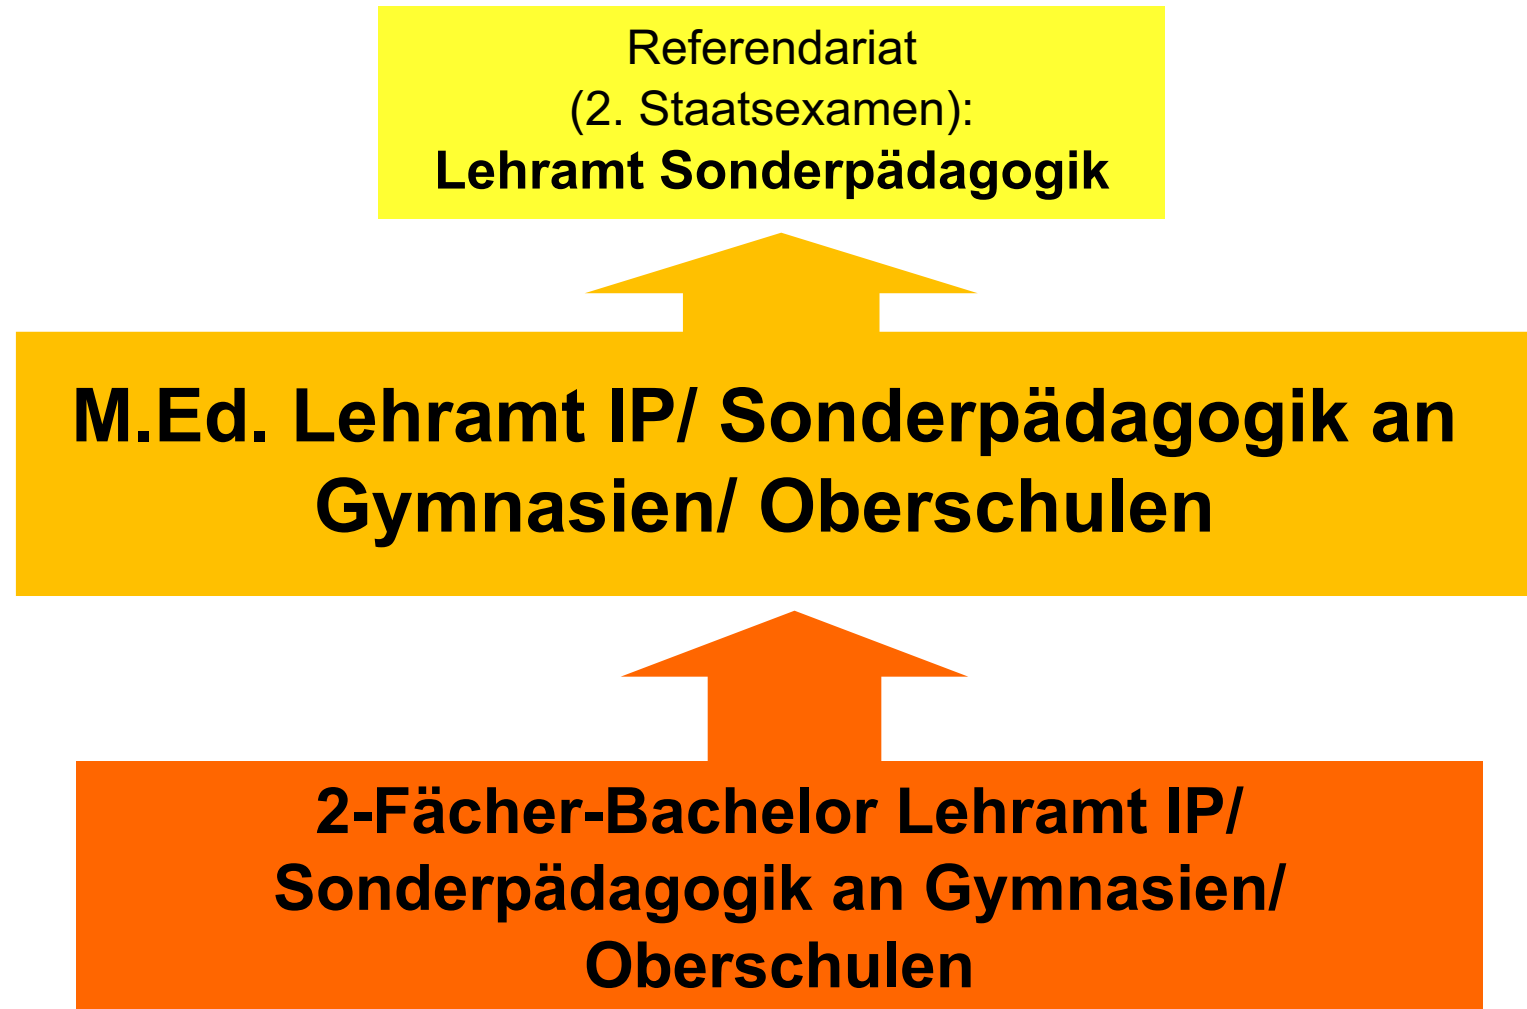 Referendariat
(2. Staatsexamen):
Lehramt Sonderpädagogik
M.Ed. Lehramt IP/ Sonderpädagogik an
Gymnasien/ Oberschulen
2-Fächer-Bachelor Lehramt IP/
Sonderpädagogik an Gymnasien/
Oberschulen